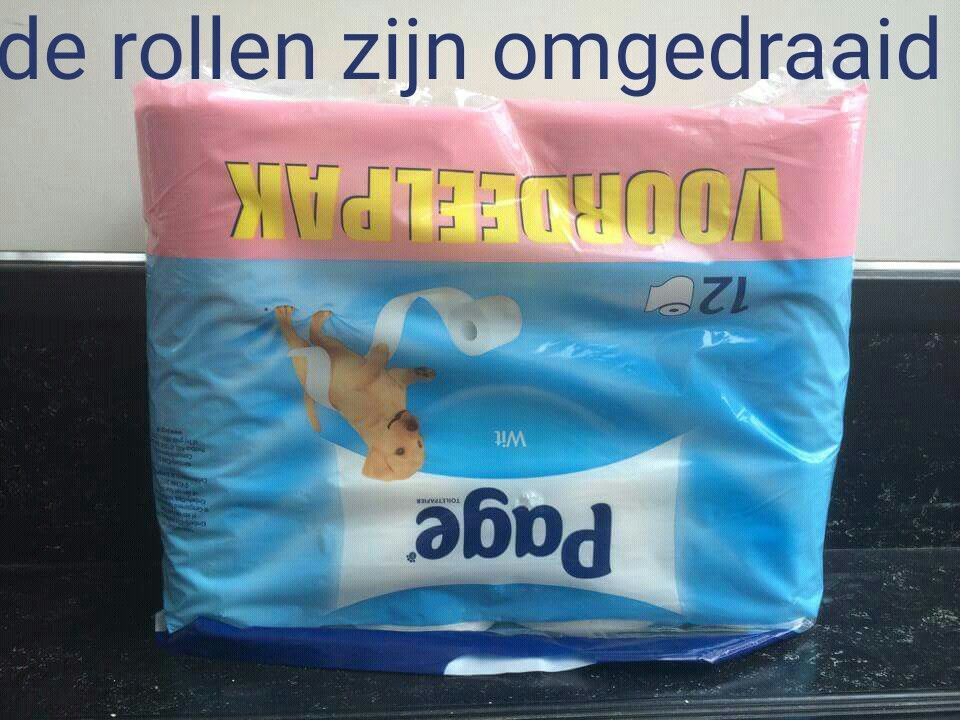 de rollen zijn omgedraaid
VOORDEELPAK
12
Wit
Page
TOILETPAPIER